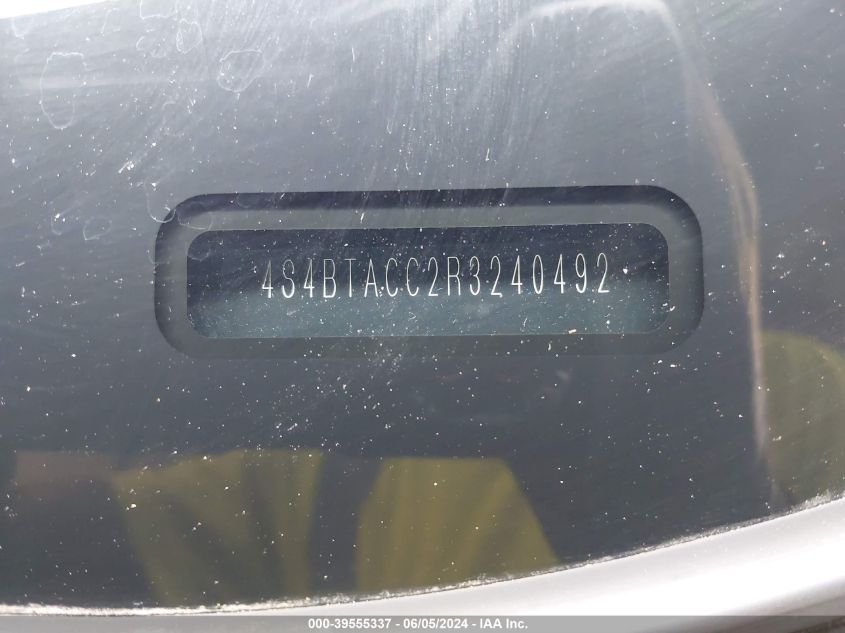 4S4BTACC2R3240492
000-39555337 - 06/05/2024 - IAA Inc.